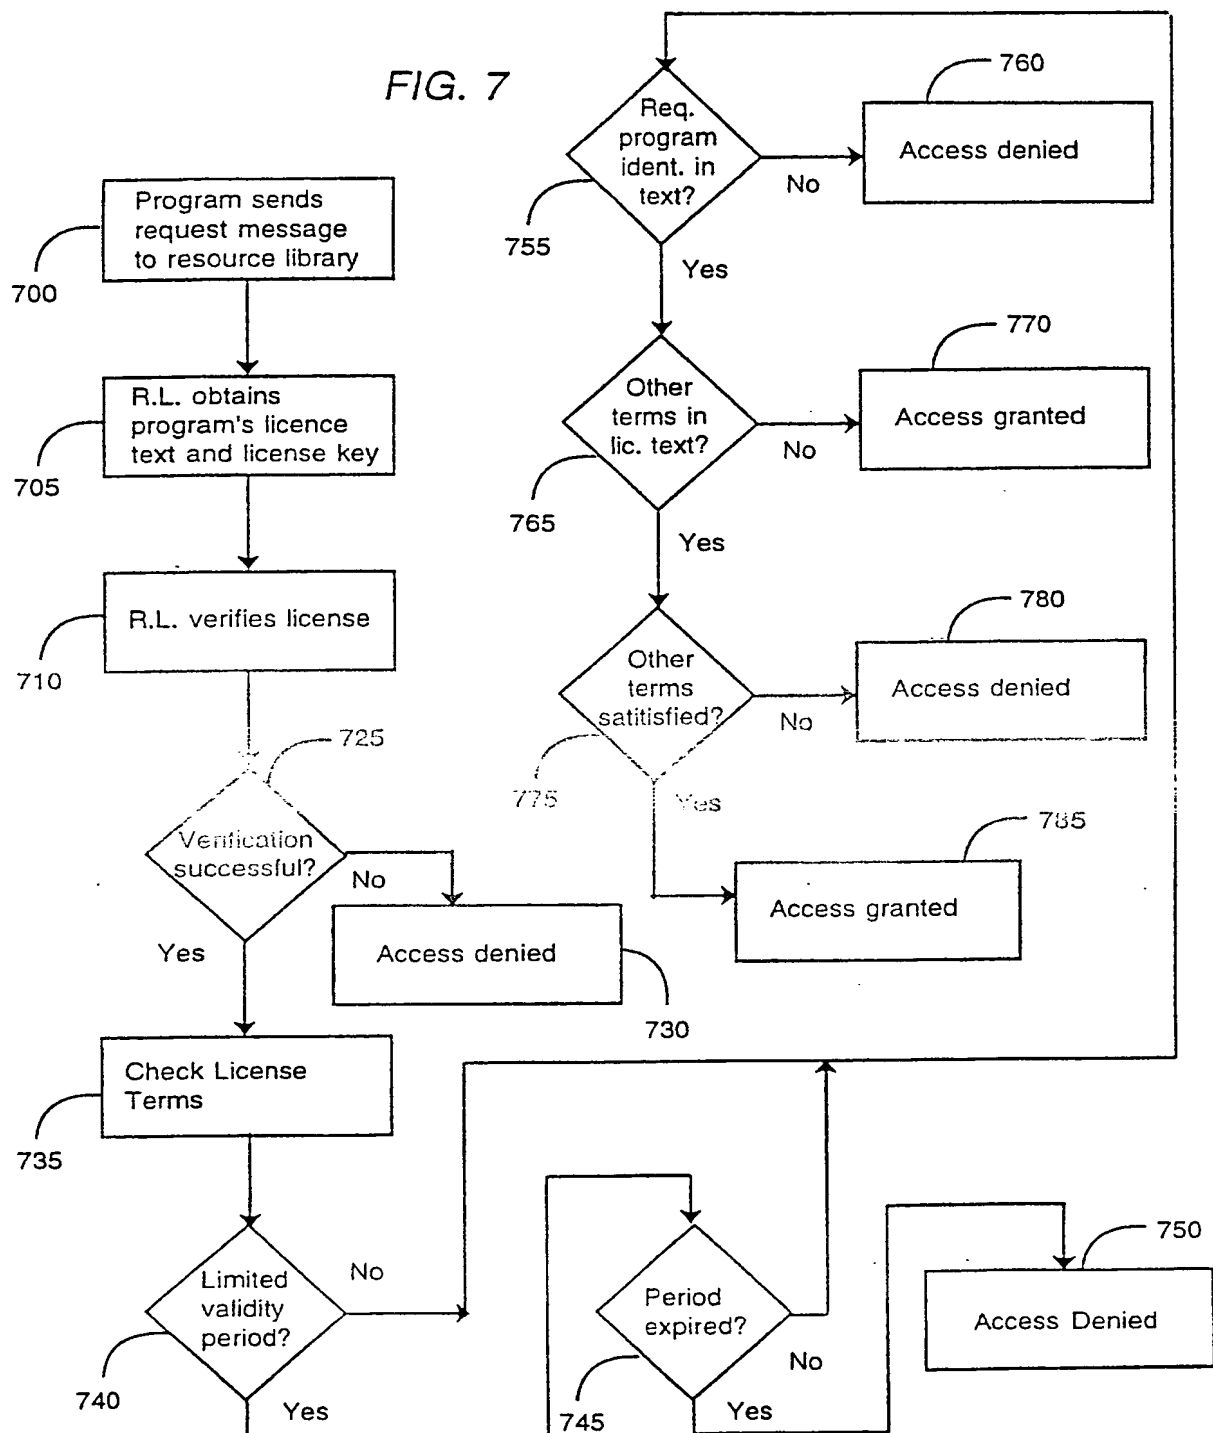 FIG. 7
Program sends
request message
to resource library
700
R.L. obtains
program's licence
text and license key
705
R.L. verifies license
710
725
Verification
successful?
No
Yes
Access denied
730
Check License
Terms
735
Limited
validity
period?
No
740
Yes
Period
expired?
No
745
Yes
750
Access Denied
Req.
program
ident. in
text?
No
755
Yes
760
Access denied
Other
terms in
lic. text?
No
765
Yes
770
Access granted
Other
terms
satitisfied?
No
775
Yes
780
Access denied
785
Access granted